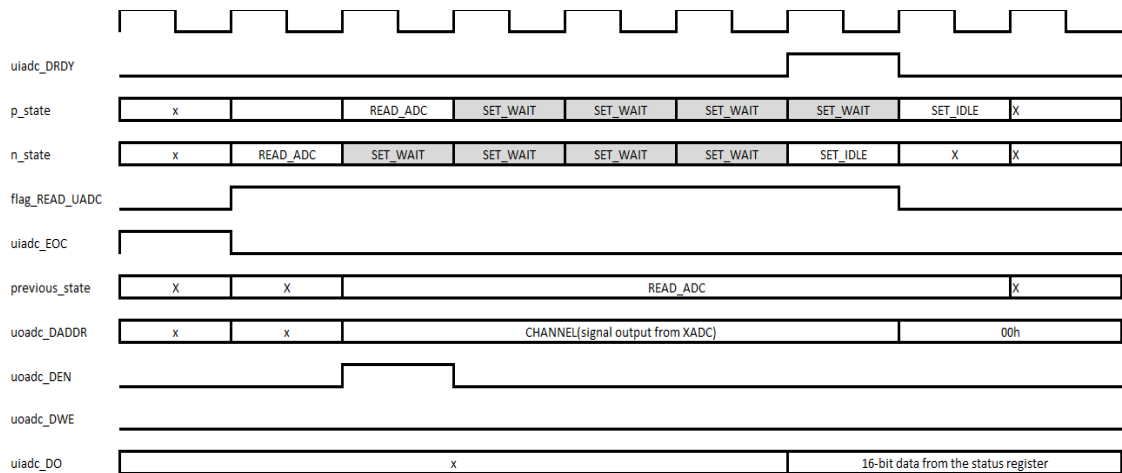 uiadc_DRDY
p_state x READ_ADC SET_WAIT SET_WAIT SET_WAIT SET_WAIT SET_IDLE X
n_state x READ_ADC SET_WAIT SET_WAIT SET_WAIT SET_WAIT SET_IDLE X X
flag_READ_UADC
uiadc_EOC
previous_state X X READ_ADC X
uoadc_DADDR x x CHANNEL(signal output from XADC) 00h
uoadc_DEN
uoadc_DWE
uiadc_DO x 16-bit data from the status register